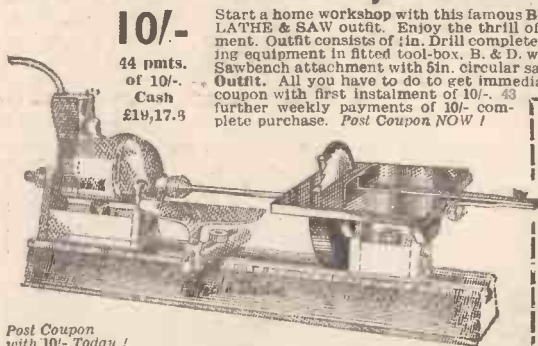 10/-
44 pmts.
of 10/-.
Cash
£19,17.8
Start a home workshop with this famous B
LATHE & SAW outfit. Enjoy the thrill of
ment. Outfit consists of ¼in. Drill complete
ing equipment in fitted tool-box, B. & D. w
Sawbench attachment with 5in. circular sa
Outfit. All you have to do to get immedia
coupon with first instalment of 10/-. 43
further weekly payments of 10/- com-
plete purchase. Post Coupon NOW !
Post Coupon
with 10/- Today !